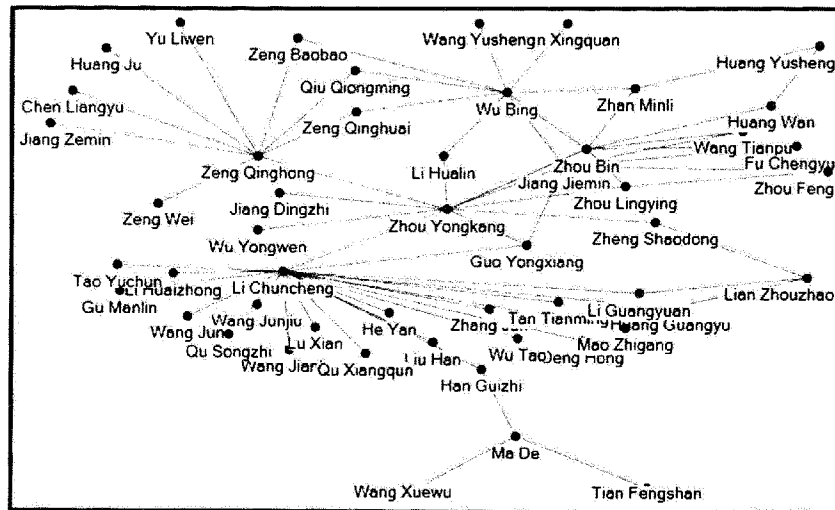 Yu Liwen
Zeng Baobao
Wang Yusheng
n Xingquan
Huang Ju
Huang Yusheng
Qiu Qiongming
Chen Liangyu
Wu Bing
Zhan Minli
Jiang Zemin
Zeng Qinghuai
Huang Wan
Wang Tianpu
Zeng Qinghong
Li Hualin
Zhou Bin
Fu Chengyu
Jiang Jiemin
Zhou Feng
Zeng Wei
Jiang Dingzhi
Zhou Lingying
Zhou Yongkang
Zheng Shaodong
Wu Yongwen
Guo Yongxiang
Tao Yuchun
Li Huaizhong
Li Chuncheng
Lian Zhouzhao
Gu Manlin
Li Guangyuan
Wang Jun
Wang Junjiu
He Yan
Zhang
Tan Tianming
Huang Guangyu
Qu Songzhi
Lu Xian
Mao Zhigang
Wang Jian
Qu Xiangqun
Liu Han
Wu Tao
Deng Hong
Han Guizhi
Ma De
Wang Xuewu
Tian Fengshan